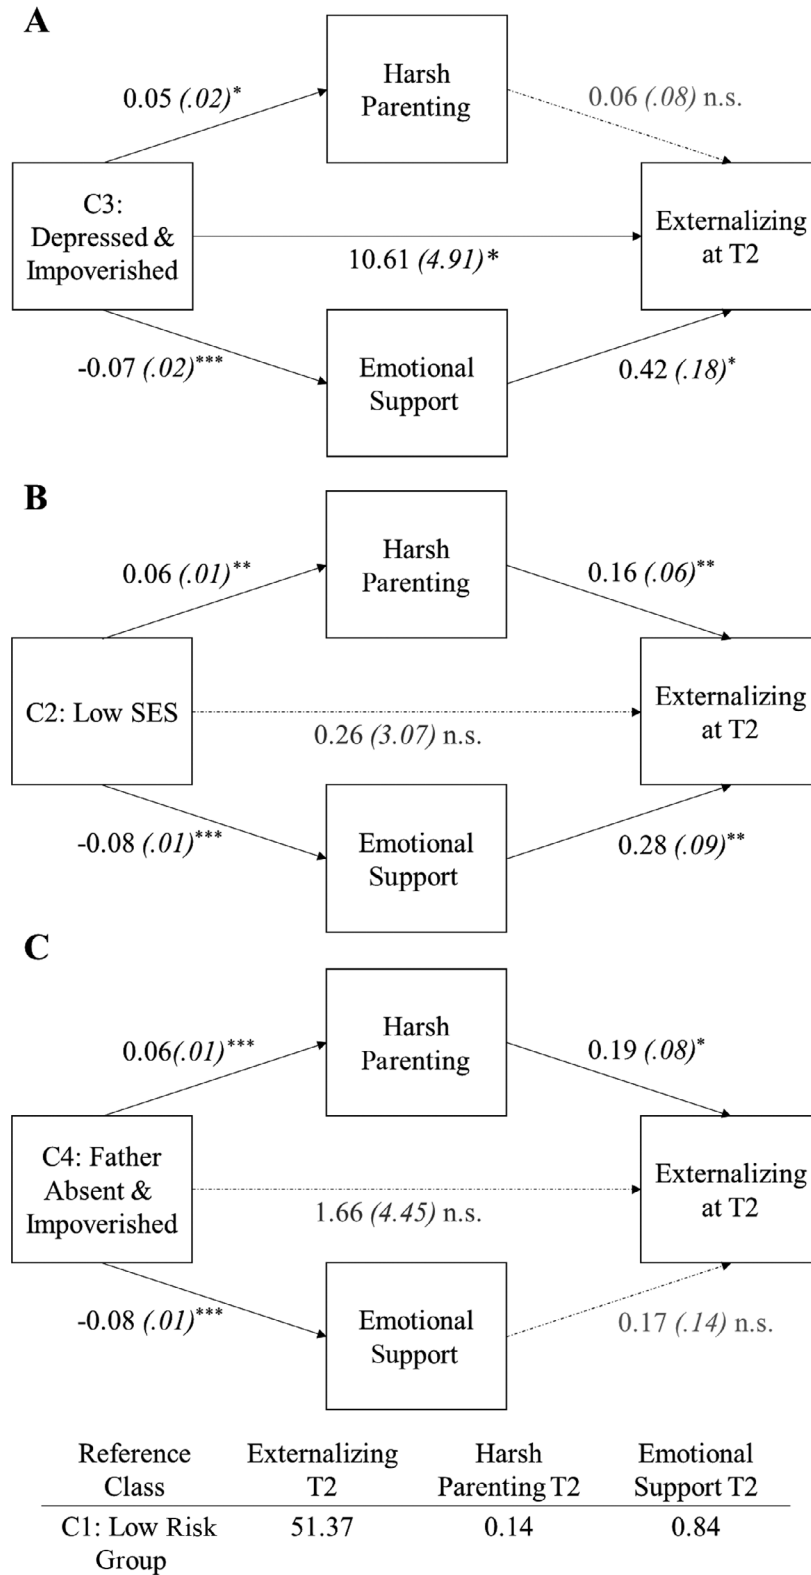 A
Harsh
Parenting
0.05 (.02)*
0.06 (.08) n.s.
C3:
Depressed &
Impoverished
Externalizing
at T2
10.61 (4.91)*
-0.07 (.02)***
Emotional
Support
0.42 (.18)*
B
Harsh
Parenting
0.06 (.01)**
0.16 (.06)**
C2: Low SES
Externalizing
at T2
0.26 (3.07) n.s.
-0.08 (.01)***
Emotional
Support
0.28 (.09)**
C
Harsh
Parenting
0.06(.01)***
0.19 (.08)*
C4: Father
Absent &
Impoverished
Externalizing
at T2
1.66 (4.45) n.s.
-0.08 (.01)***
Emotional
Support
0.17 (.14) n.s.
Reference Externalizing Harsh Emotional
Class T2 Parenting T2 Support T2
C1: Low Risk 51.37 0.14 0.84
Group